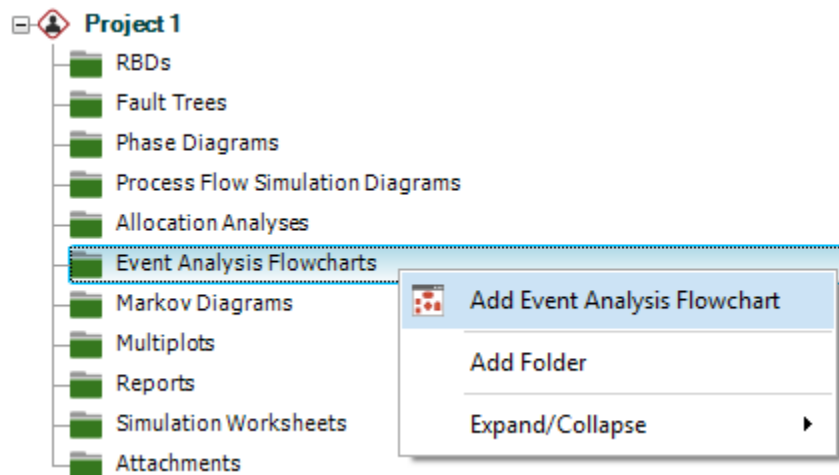 Project 1
RBDs
Fault Trees
Phase Diagrams
Process Flow Simulation Diagrams
Allocation Analyses
Event Analysis Flowcharts
Markov Diagrams
Multiplots
Reports
Simulation Worksheets
Attachments
Add Event Analysis Flowchart
Add Folder
Expand/Collapse